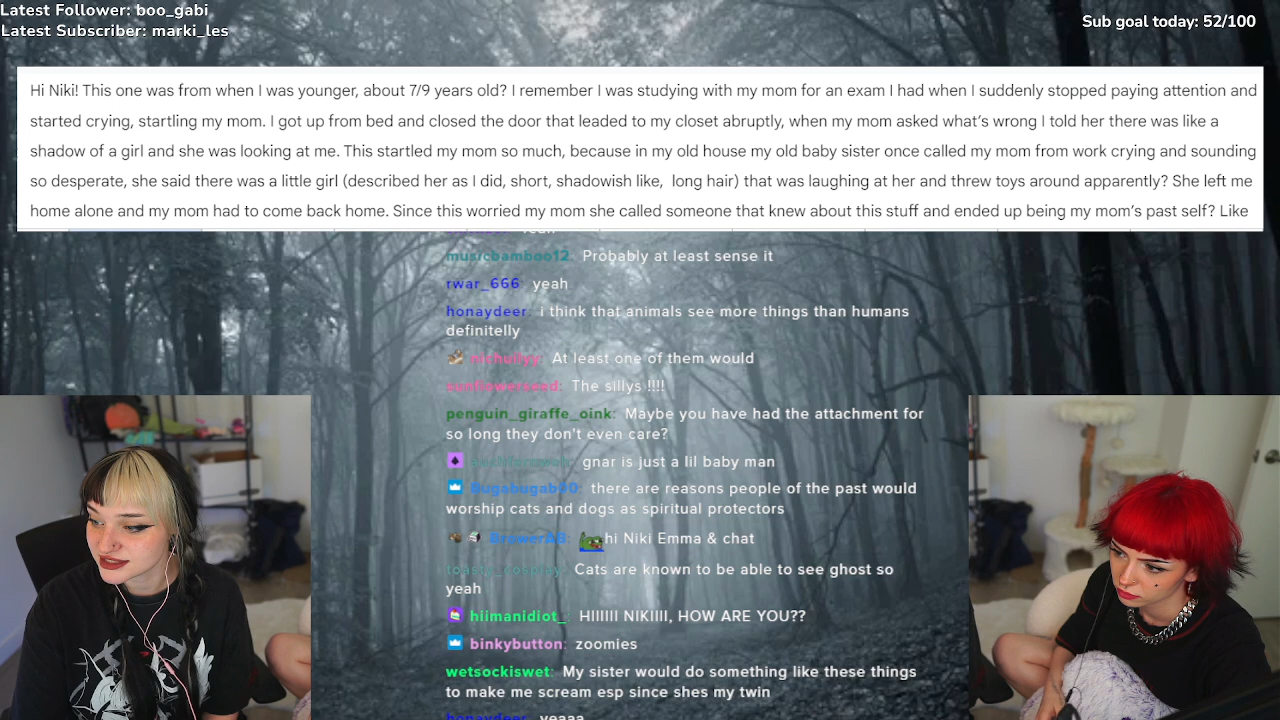 Latest Follower: boo_gabi
Latest Subscriber: marki_les
Sub goal today: 52/100
Hi Niki! This one was from when I was younger, about 7/9 years old? I remember I was studying with my mom for an exam I had when I suddenly stopped paying attention and
started crying, startling my mom. I got up from bed and closed the door that leaded to my closet abruptly, when my mom asked what's wrong I told her there was like a
shadow of a girl and she was looking at me. This startled my mom so much, because in my old house my old baby sister once called my mom from work crying and sounding
so desperate, she said there was a little girl (described her as I did, short, shadowish like, long hair) that was laughing at her and threw toys around apparently? She left me
home alone and my mom had to come back home. Since this worried my mom she called someone that knew about this stuff and ended up being my mom's past self? Like
musicbamboo12: Probably at least sense it
rwar_666: yeah
honaydeer: i think that animals see more things than humans
definitelly
At least one of them would
The sillys !!!!
penguin_giraffe_oink: Maybe you have had the attachment for
so long they don't even care?
gnar is just a lil baby man
there are reasons people of the past would
worship cats and dogs as spiritual protectors
BrewerAB: hi Niki Emma & chat
toasty_cosplay: Cats are known to be able to see ghost so
yeah
hiimanidiot_: HIIIIII NIKIIII, HOW ARE YOU??
binkybutton: zoomies
wetsockiswet: My sister would do something like these things
to make me scream esp since shes my twin
honaydeer: yeaaa